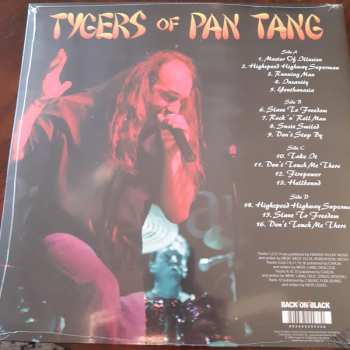 TYGERS OF PAN TANG
Side A
1. Master Of Illusion
2. Highspeed Highway Superman
3. Running Man
4. Insanity
5. Youthanasia
Side B
6. Slave To Freedom
7. Rock 'n' Roll Man
8. Suzie Smiled
9. Don't Stop By
Side C
10. Take It
11. Don't Touch Me There
12. Firepower
13. Hellbound
Side D
14. Highspeed Highway Superman
15. Slave To Freedom
16. Don't Touch Me There
BACK ON BLACK